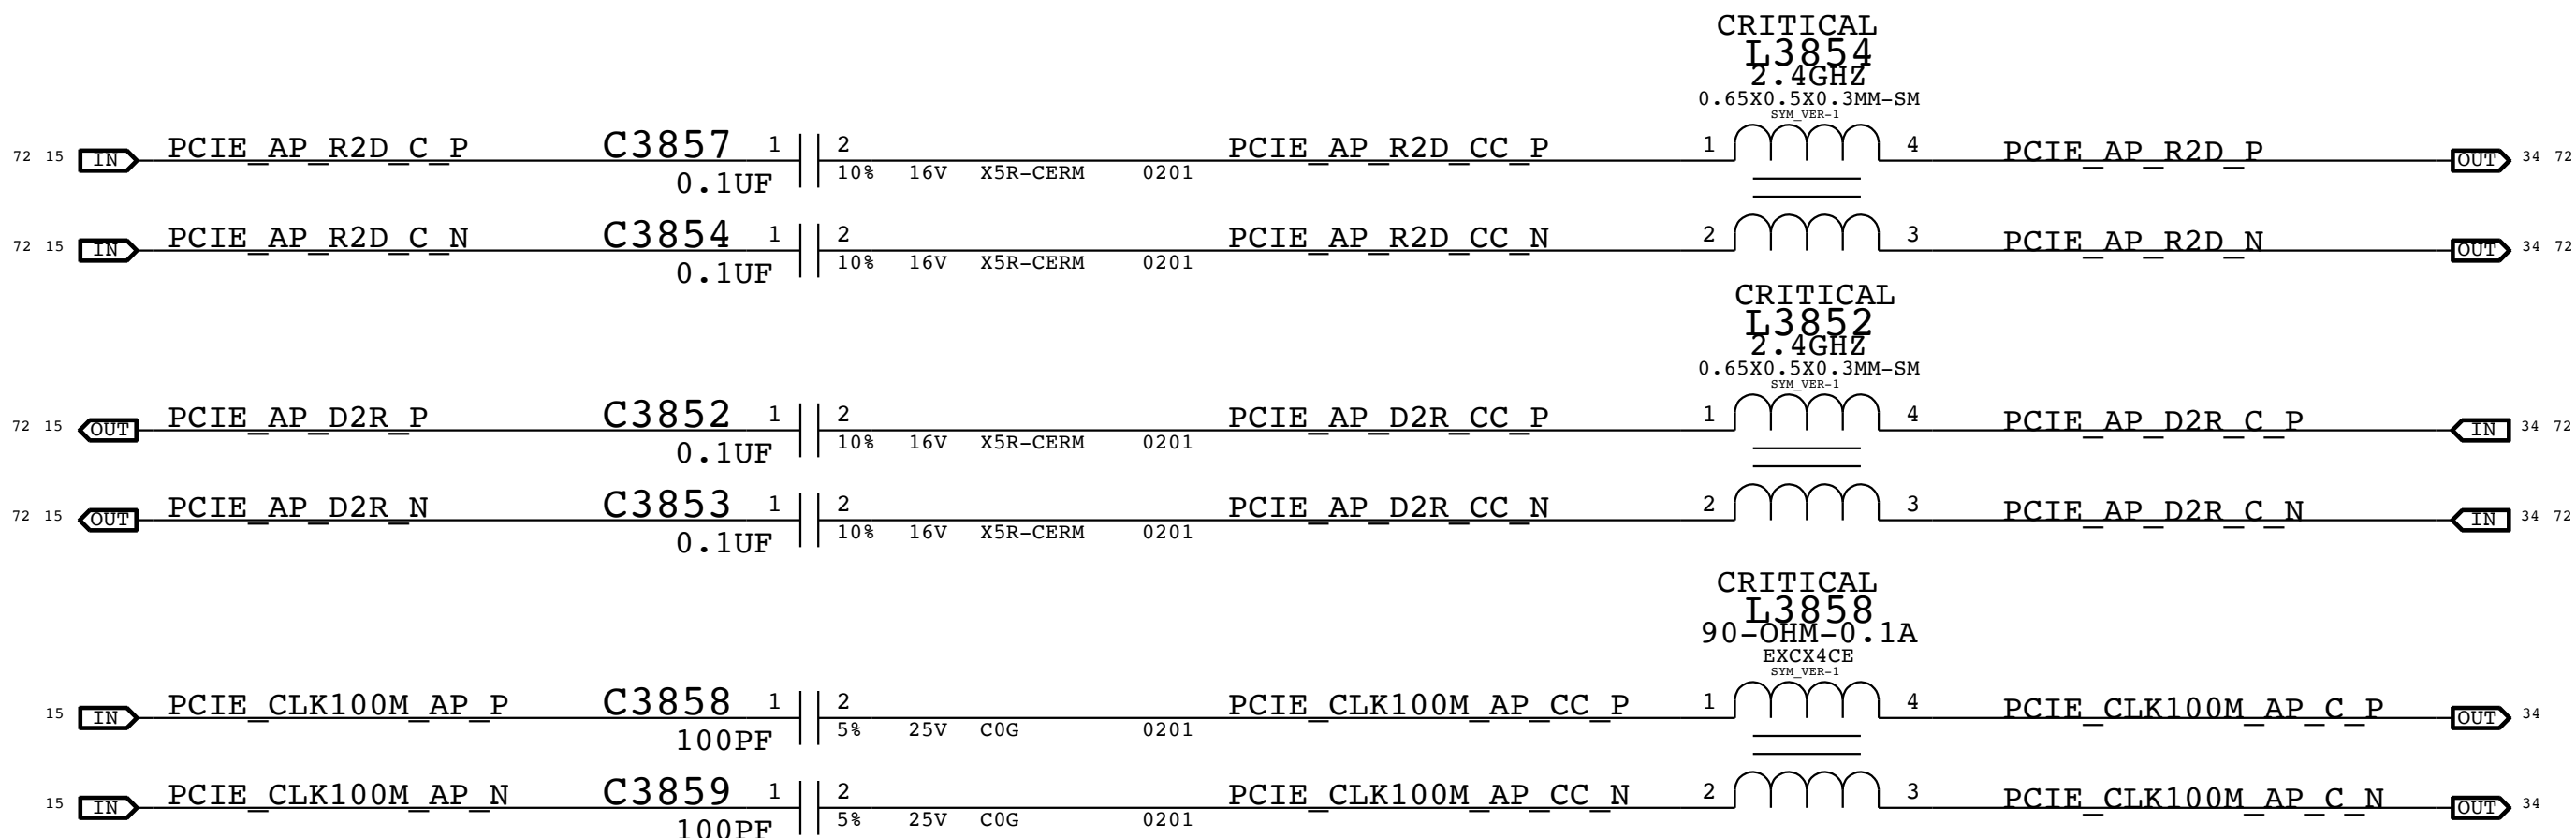 CRITICAL
L3854
2.4GHZ
0.65X0.5X0.3MM-SM
SYM_VER-1
72 15 IN PCIE_AP_R2D_C_P C3857 1 2 PCIE_AP_R2D_CC_P 1 4 PCIE_AP_R2D_P OUT 34 72
0.1UF 10% 16V X5R-CERM 0201
72 15 IN PCIE_AP_R2D_C_N C3854 1 2 PCIE_AP_R2D_CC_N 2 3 PCIE_AP_R2D_N OUT 34 72
0.1UF 10% 16V X5R-CERM 0201
CRITICAL
L3852
2.4GHZ
0.65X0.5X0.3MM-SM
SYM_VER-1
72 15 OUT PCIE_AP_D2R_P C3852 1 2 PCIE_AP_D2R_CC_P 1 4 PCIE_AP_D2R_C_P IN 34 72
0.1UF 10% 16V X5R-CERM 0201
72 15 OUT PCIE_AP_D2R_N C3853 1 2 PCIE_AP_D2R_CC_N 2 3 PCIE_AP_D2R_C_N IN 34 72
0.1UF 10% 16V X5R-CERM 0201
CRITICAL
L3858
90-OHM-0.1A
EXCX4CE
SYM_VER-1
15 IN PCIE_CLK100M_AP_P C3858 1 2 PCIE_CLK100M_AP_CC_P 1 4 PCIE_CLK100M_AP_C_P OUT 34
100PF 5% 25V C0G 0201
15 IN PCIE_CLK100M_AP_N C3859 1 2 PCIE_CLK100M_AP_CC_N 2 3 PCIE_CLK100M_AP_C_N OUT 34
100PF 5% 25V C0G 0201